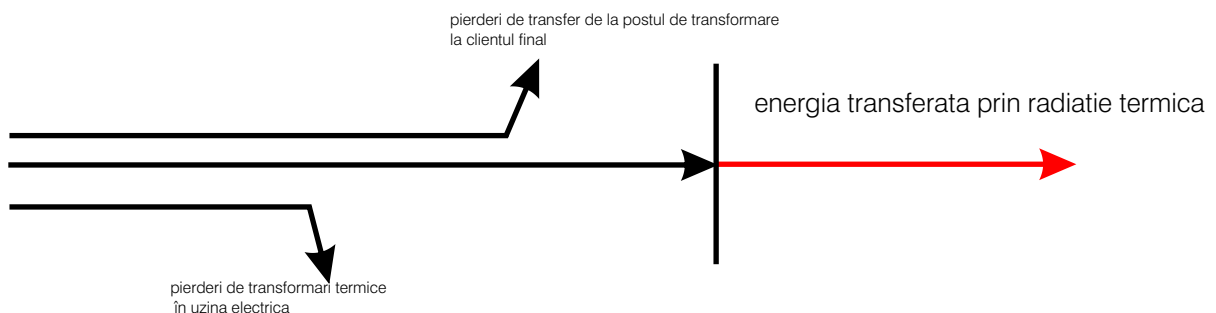 pierderi de transfer de la postul de transformare
la clientul final
energia transferata prin radiatie termica
pierderi de transformari termice
în uzina electrica